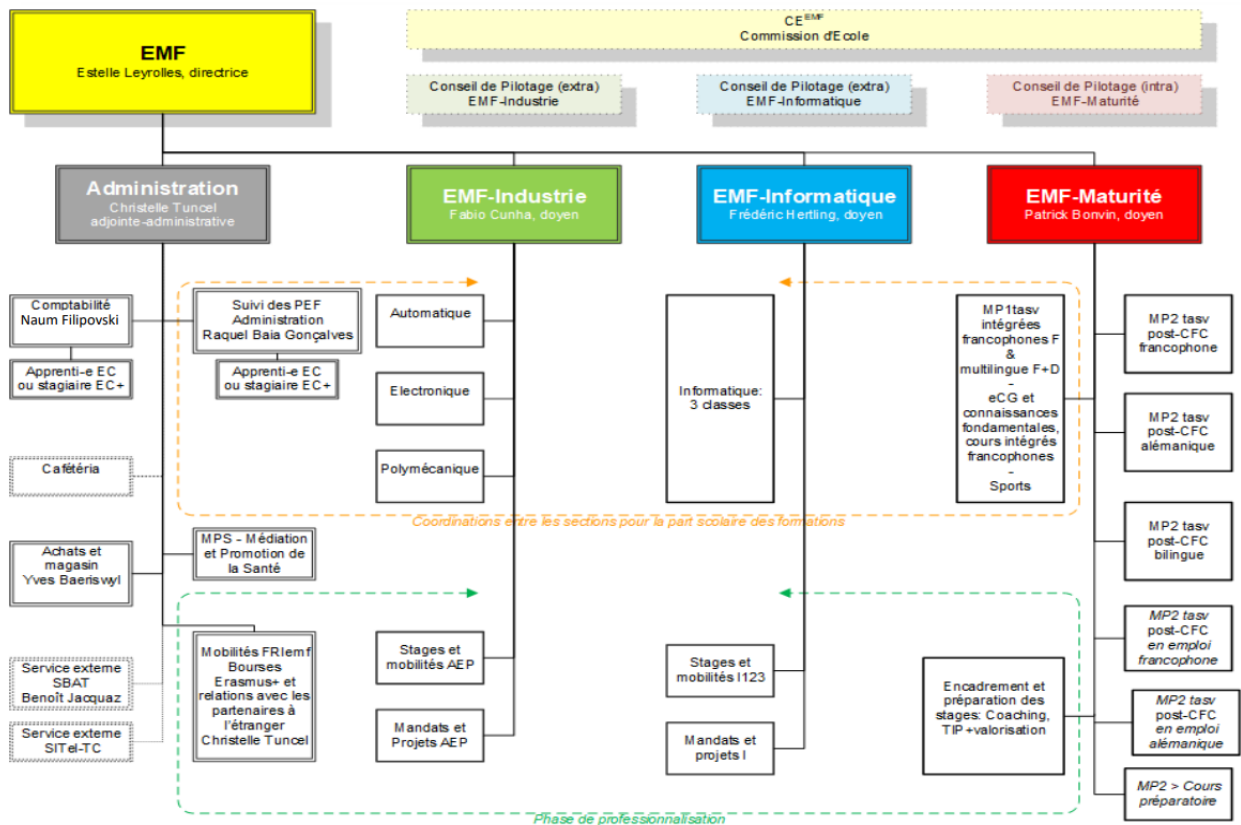 EMF
Estelle Leyrolles, directrice
CE EMF
Commission d'Ecole
Conseil de Pilotage (extra)
EMF-Industrie
Conseil de Pilotage (extra)
EMF-Informatique
Conseil de Pilotage (intra)
EMF-Maturité
Administration
Christelle Tuncel
adjointe-administrative
EMF-Industrie
Fabio Cunha, doyen
EMF-Informatique
Frédéric Hertling, doyen
EMF-Maturité
Patrick Bonvin, doyen
Comptabilité
Naum Filipovski
Apprenti-e EC
ou stagiaire EC+
Cafétéria
Achats et
magasin
Yves Baeriswyl
Service externe
SBAT
Benoît Jacquaz
Service externe
SITel-TC
Suivi des PEF
Administration
Raquel Baia Gonçalves
Apprenti-e EC
ou stagiaire EC+
MPS - Médiation
et Promotion de
la Santé
Mobilités FRIemf
Bourses
Erasmus+ et
relations avec les
partenaires à
l'étranger
Christelle Tuncel
Automatique
Electronique
Polymécanique
Stages et
mobilités AEP
Mandats et
Projets AEP
Informatique:
3 classes
Stages et
mobilités I123
Mandats et
projets I
MP1tasv
intégrées
francophones F
&
multilingue F+D
–
eCG et
connaissances
fondamentales,
cours intégrés
francophones
–
Sports
Encadrement et
préparation des
stages: Coaching,
TIP+valorisation
MP2 tasv
post-CFC
francophone
MP2 tasv
post-CFC
alémanique
MP2 tasv
post-CFC
bilingue
MP2 tasv
post-CFC
en emploi
francophone
MP2 tasv
post-CFC
en emploi
alémanique
MP2 > Cours
préparatoire
Coordinations entre les sections pour la part scolaire des formations
Phase de professionnalisation